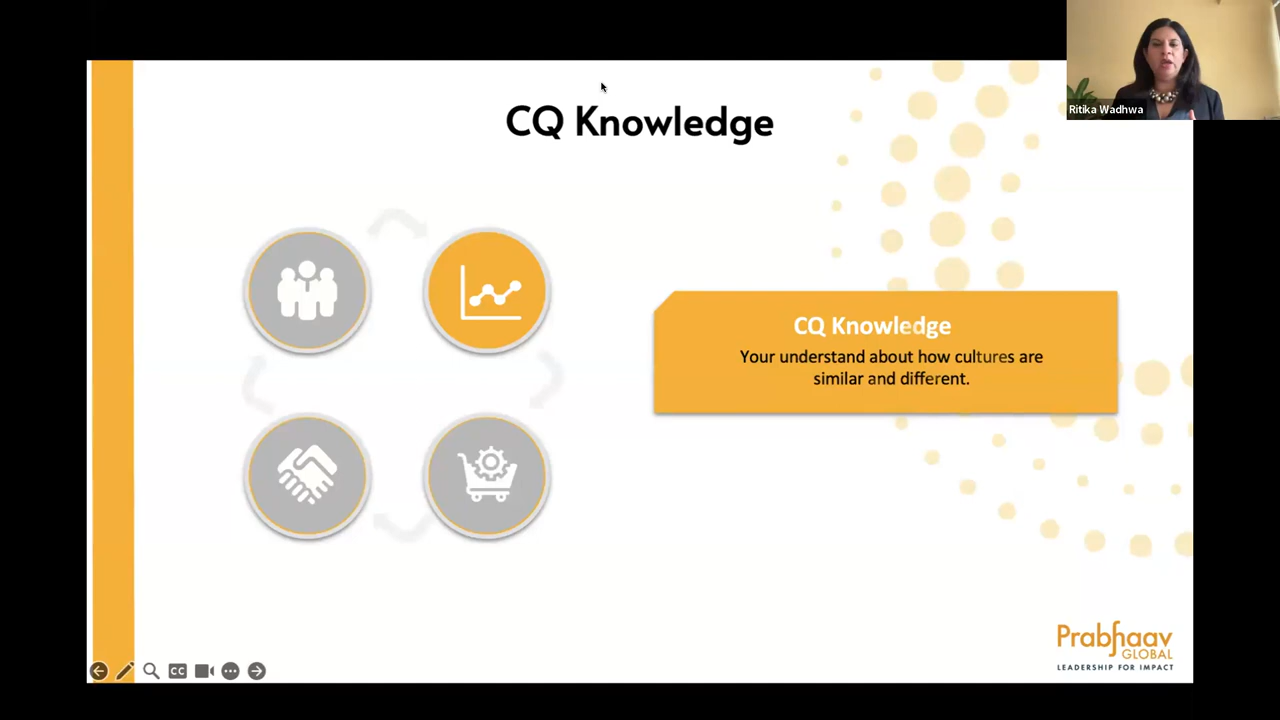 Ritika Wadhwa
CQ Knowledge
CQ Knowledge
Your understand about how cultures are
similar and different.
CC
Prabhaav
GLOBAL
LEADERSHIP FOR IMPACT